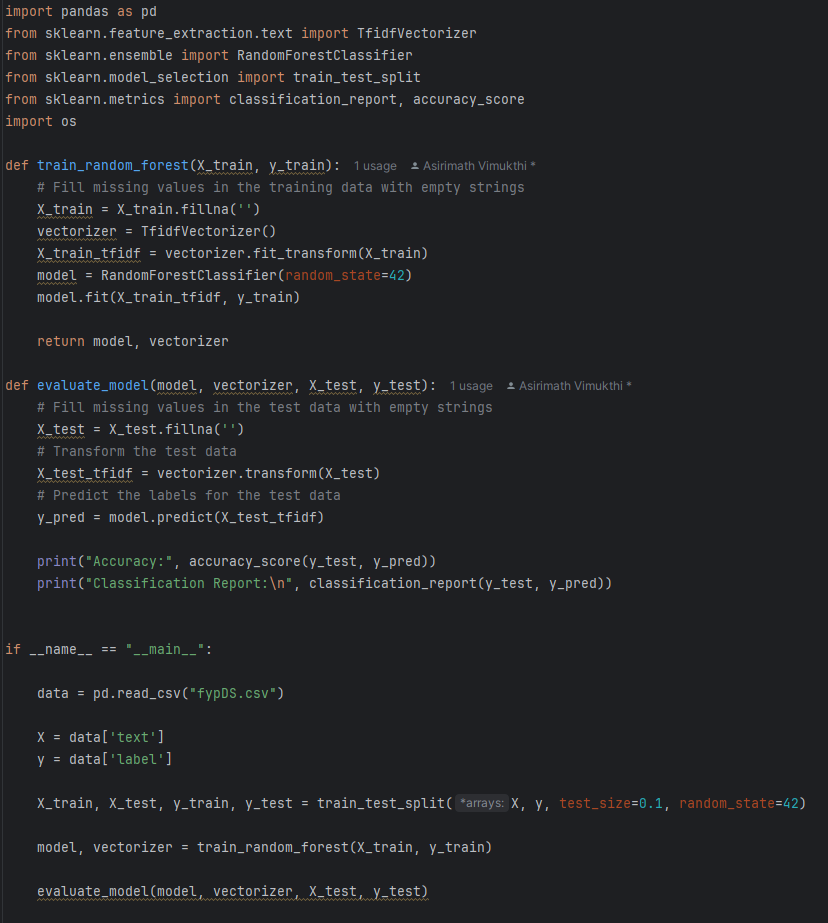 import pandas as pd
from sklearn.feature_extraction.text import TfidfVectorizer
from sklearn.ensemble import RandomForestClassifier
from sklearn.model_selection import train_test_split
from sklearn.metrics import classification_report, accuracy_score
import os
def train_random_forest(X_train, y_train): 1 usage Asirimath Vimukthi *
# Fill missing values in the training data with empty strings
X_train = X_train.fillna('')
vectorizer = TfidfVectorizer()
X_train_tfidf = vectorizer.fit_transform(X_train)
model = RandomForestClassifier(random_state=42)
model.fit(X_train_tfidf, y_train)
return model, vectorizer
def evaluate_model(model, vectorizer, X_test, y_test): 1 usage Asirimath Vimukthi *
# Fill missing values in the test data with empty strings
X_test = X_test.fillna('')
# Transform the test data
X_test_tfidf = vectorizer.transform(X_test)
# Predict the labels for the test data
y_pred = model.predict(X_test_tfidf)
print("Accuracy:", accuracy_score(y_test, y_pred))
print("Classification Report:\n", classification_report(y_test, y_pred))
if __name__ == "__main__":
data = pd.read_csv("fypDS.csv")
X = data['text']
y = data['label']
X_train, X_test, y_train, y_test = train_test_split( *arrays: X, y, test_size=0.1, random_state=42)
model, vectorizer = train_random_forest(X_train, y_train)
evaluate_model(model, vectorizer, X_test, y_test)